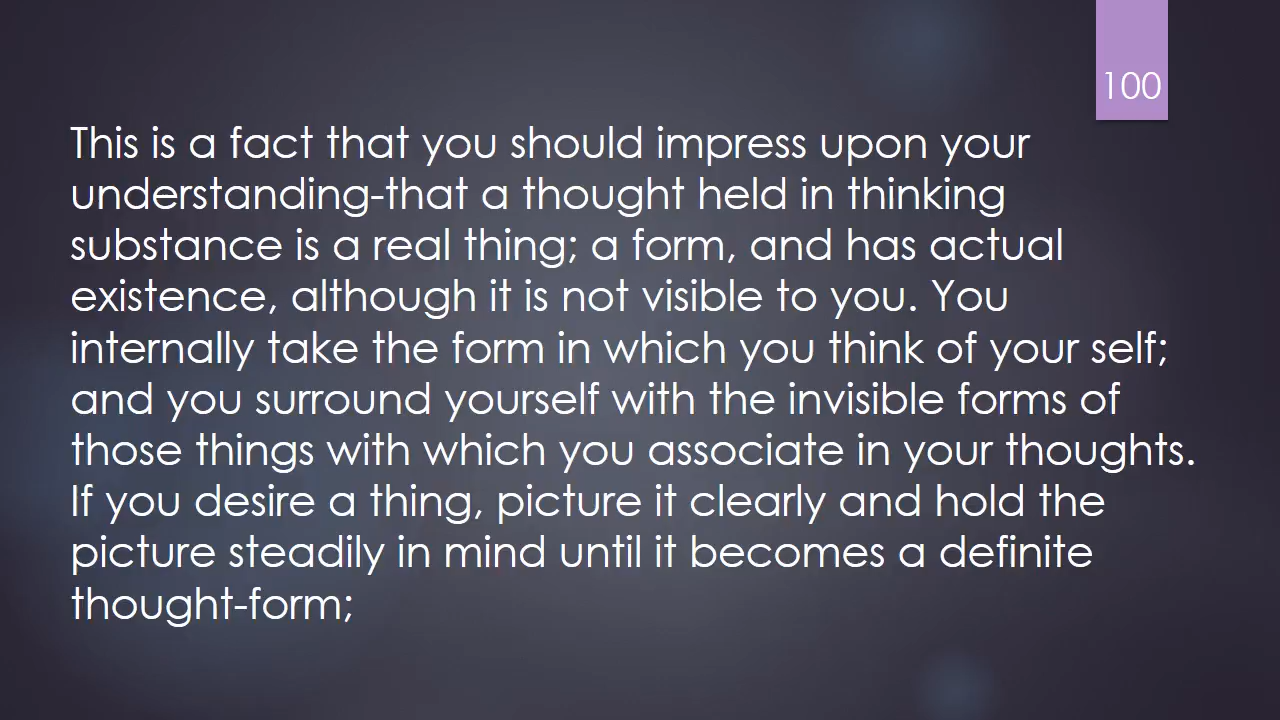 100
This is a fact that you should impress upon your
understanding-that a thought held in thinking
substance is a real thing; a form, and has actual
existence, although it is not visible to you. You
internally take the form in which you think of your self;
and you surround yourself with the invisible forms of
those things with which you associate in your thoughts.
If you desire a thing, picture it clearly and hold the
picture steadily in mind until it becomes a definite
thought-form;